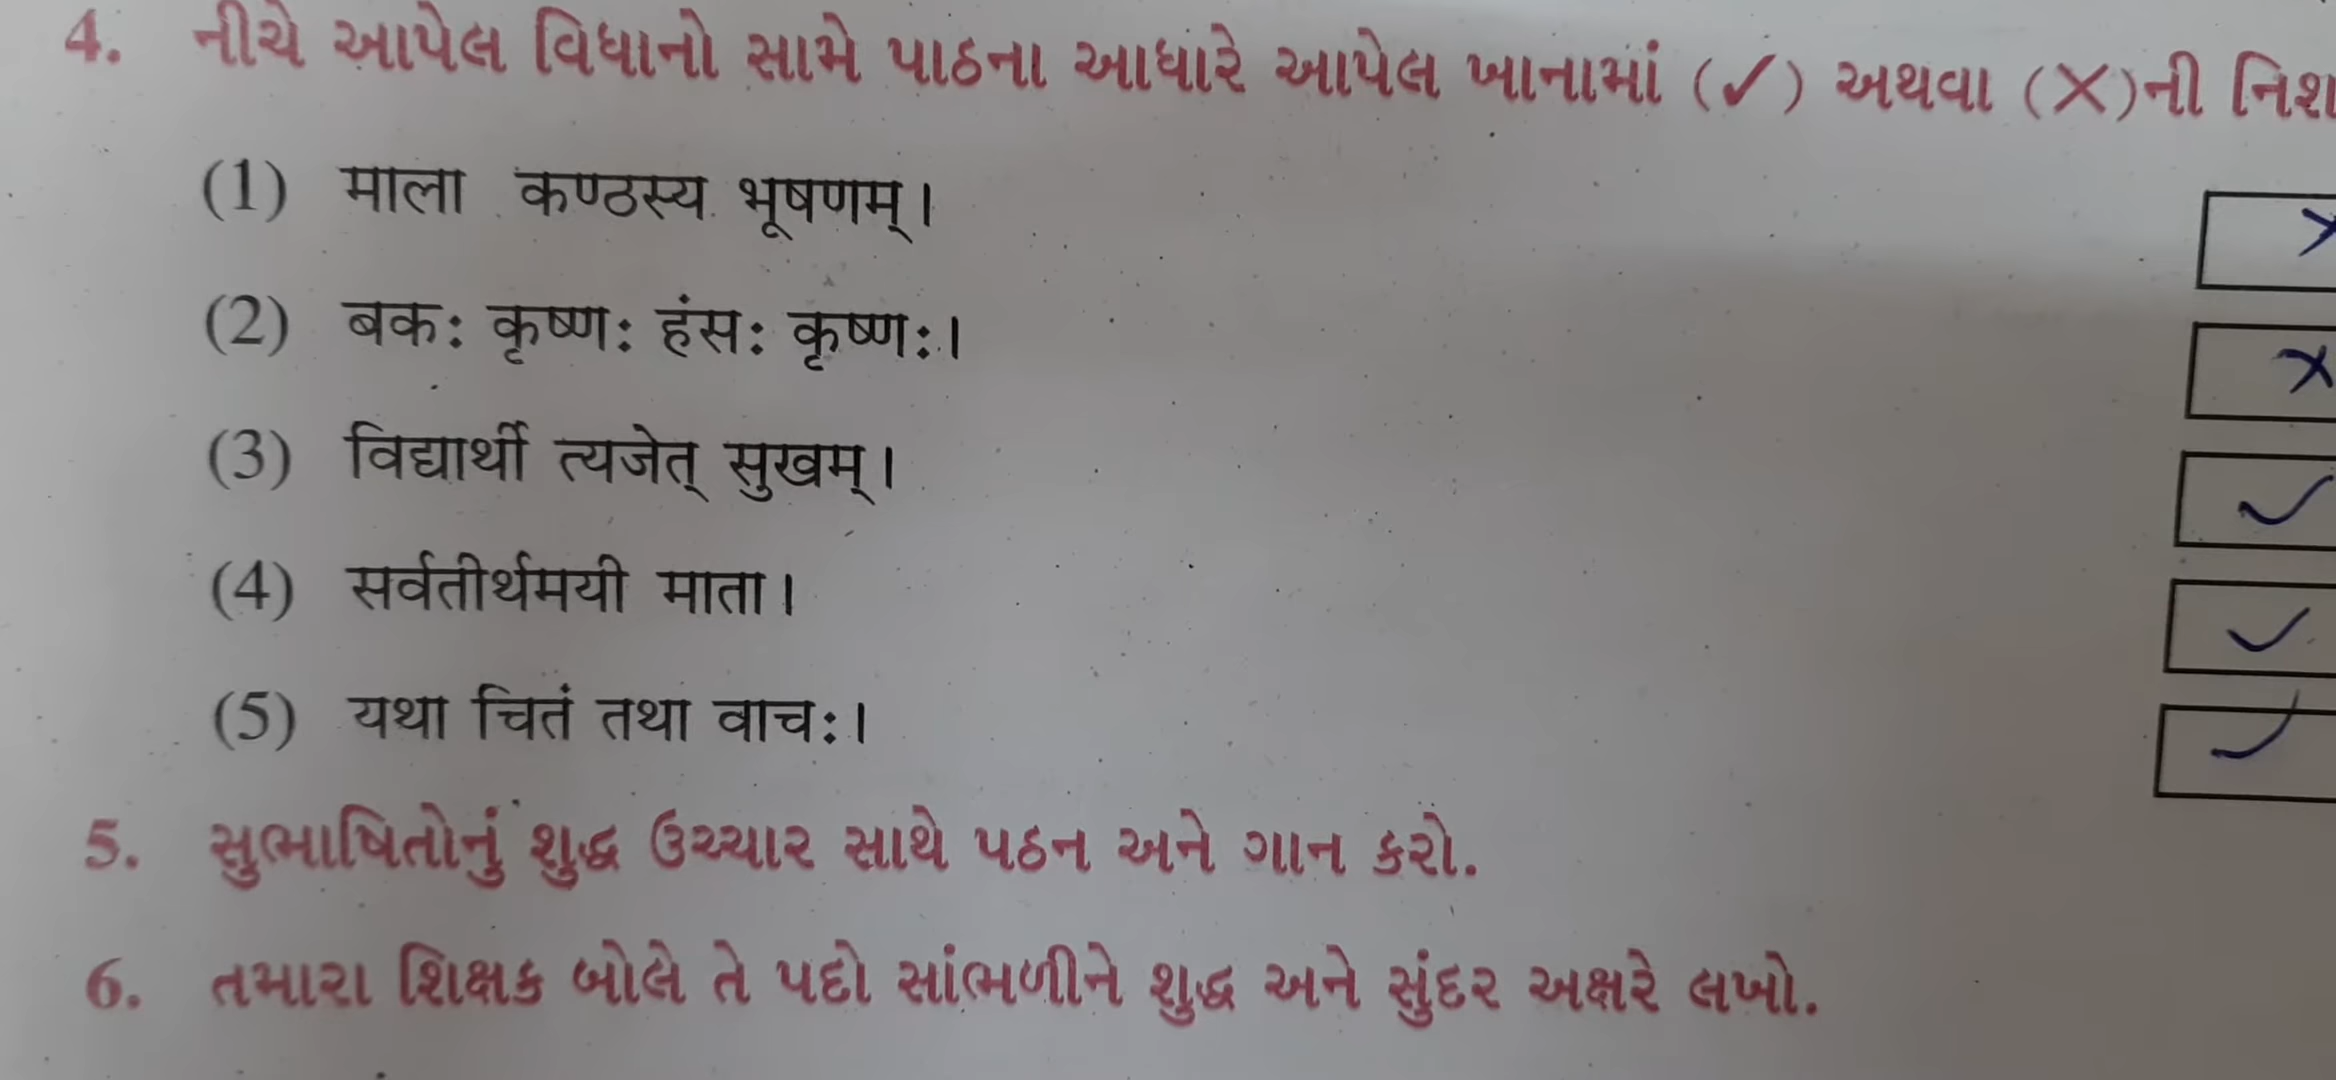 4. નીચે આપેલ વિધાનો સામે પાઠના આધારે આપેલ ખાનામાં (✓) અથવા (X)ની નિશા
(1) माला कण्ठस्य भूषणम्। X
(2) बकः कृष्णः हंसः कृष्णः। X
(3) विद्यार्थी त्यजेत् सुखम्। ✓
(4) सर्वतीर्थमयी माता। ✓
(5) यथा चितं तथा वाचः। ✓
5. સુભાષિતોનું શુદ્ધ ઉચ્ચાર સાથે પઠન અને ગાન કરો.
6. તમારા શિક્ષક બોલે તે પદો સાંભળીને શુદ્ધ અને સુંદર અક્ષરે લખો.